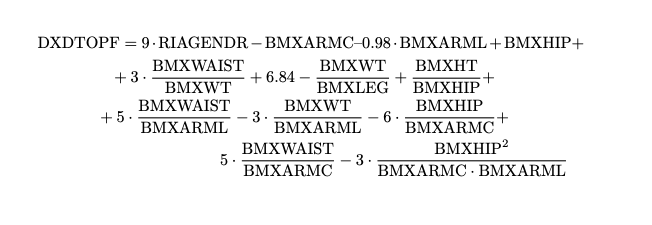 DXDTOPF = 9 · RIAGENDR − BMXARMC–0.98 · BMXARML + BMXHIP+
+ 3 · BMXWAIST/BMXWT + 6.84 − BMXWT/BMXLEG + BMXHT/BMXHIP+
+ 5 · BMXWAIST/BMXARML − 3 · BMXWT/BMXARML − 6 · BMXHIP/BMXARMC+
5 · BMXWAIST/BMXARMC − 3 · BMXHIP²/BMXARMC · BMXARML